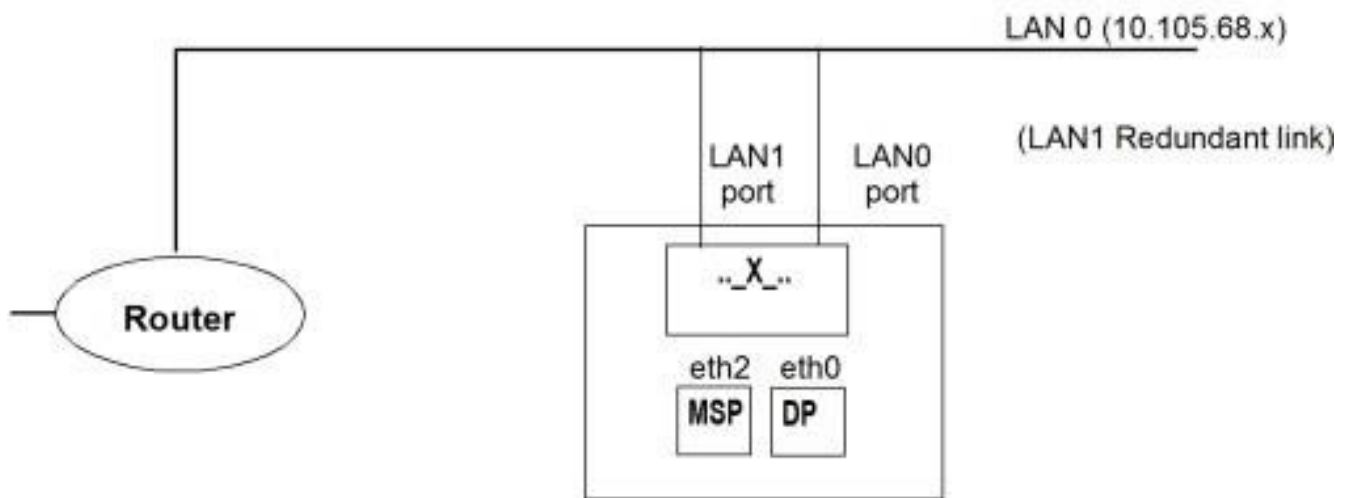 LAN 0 (10.105.68.x)
(LAN1 Redundant link)
LAN1 port
LAN0 port
.._X_..
Router
eth2 eth0
MSP DP